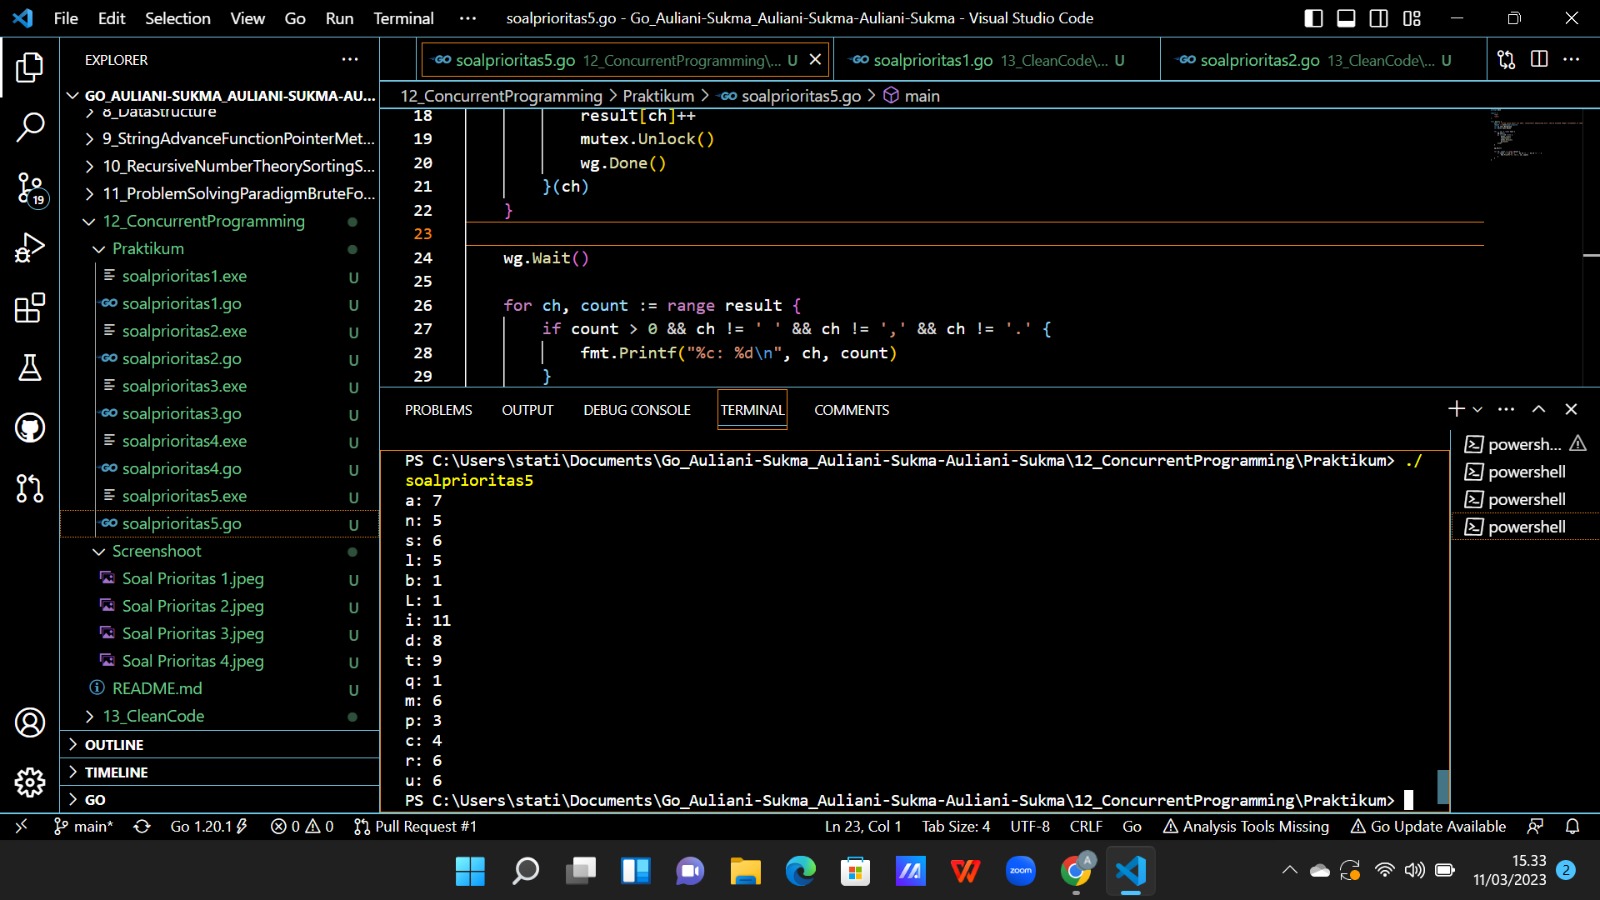 File Edit Selection View Go Run Terminal ··· soalprioritas5.go - Go_Auliani-Sukma_Auliani-Sukma-Auliani-Sukma - Visual Studio Code
EXPLORER ···
GO_AULIANI-SUKMA_AULIANI-SUKMA-AU...
8_DataStructure
9_StringAdvanceFunctionPointerMet...
10_RecursiveNumberTheorySortingS...
11_ProblemSolvingParadigmBruteFo...
12_ConcurrentProgramming
Praktikum
soalprioritas1.exe U
soalprioritas1.go U
soalprioritas2.exe U
soalprioritas2.go U
soalprioritas3.exe U
soalprioritas3.go U
soalprioritas4.exe U
soalprioritas4.go U
soalprioritas5.exe U
soalprioritas5.go U
Screenshoot
Soal Prioritas 1.jpeg U
Soal Prioritas 2.jpeg U
Soal Prioritas 3.jpeg U
Soal Prioritas 4.jpeg U
README.md U
13_CleanCode
OUTLINE
TIMELINE
GO
19
soalprioritas5.go 12_ConcurrentProgramming\... U
soalprioritas1.go 13_CleanCode\... U
soalprioritas2.go 13_CleanCode\... U
12_ConcurrentProgramming > Praktikum > soalprioritas5.go > main
18 result[ch]++
19 mutex.Unlock()
20 wg.Done()
21 }(ch)
22 }
23
24 wg.Wait()
25
26 for ch, count := range result {
27 if count > 0 && ch != ' ' && ch != ',' && ch != '.' {
28 fmt.Printf("%c: %d\n", ch, count)
29 }
PROBLEMS OUTPUT DEBUG CONSOLE TERMINAL COMMENTS
PS C:\Users\stati\Documents\Go_Auliani-Sukma_Auliani-Sukma-Auliani-Sukma\12_ConcurrentProgramming\Praktikum> ./
soalprioritas5
a: 7
n: 5
s: 6
l: 5
b: 1
L: 1
i: 11
d: 8
t: 9
q: 1
m: 6
p: 3
c: 4
r: 6
u: 6
PS C:\Users\stati\Documents\Go_Auliani-Sukma_Auliani-Sukma-Auliani-Sukma\12_ConcurrentProgramming\Praktikum>
powersh...
powershell
powershell
powershell
main* Go 1.20.1 0 0 Pull Request #1 Ln 23, Col 1 Tab Size: 4 UTF-8 CRLF Go Analysis Tools Missing Go Update Available
zoom
A
15.33
11/03/2023
2